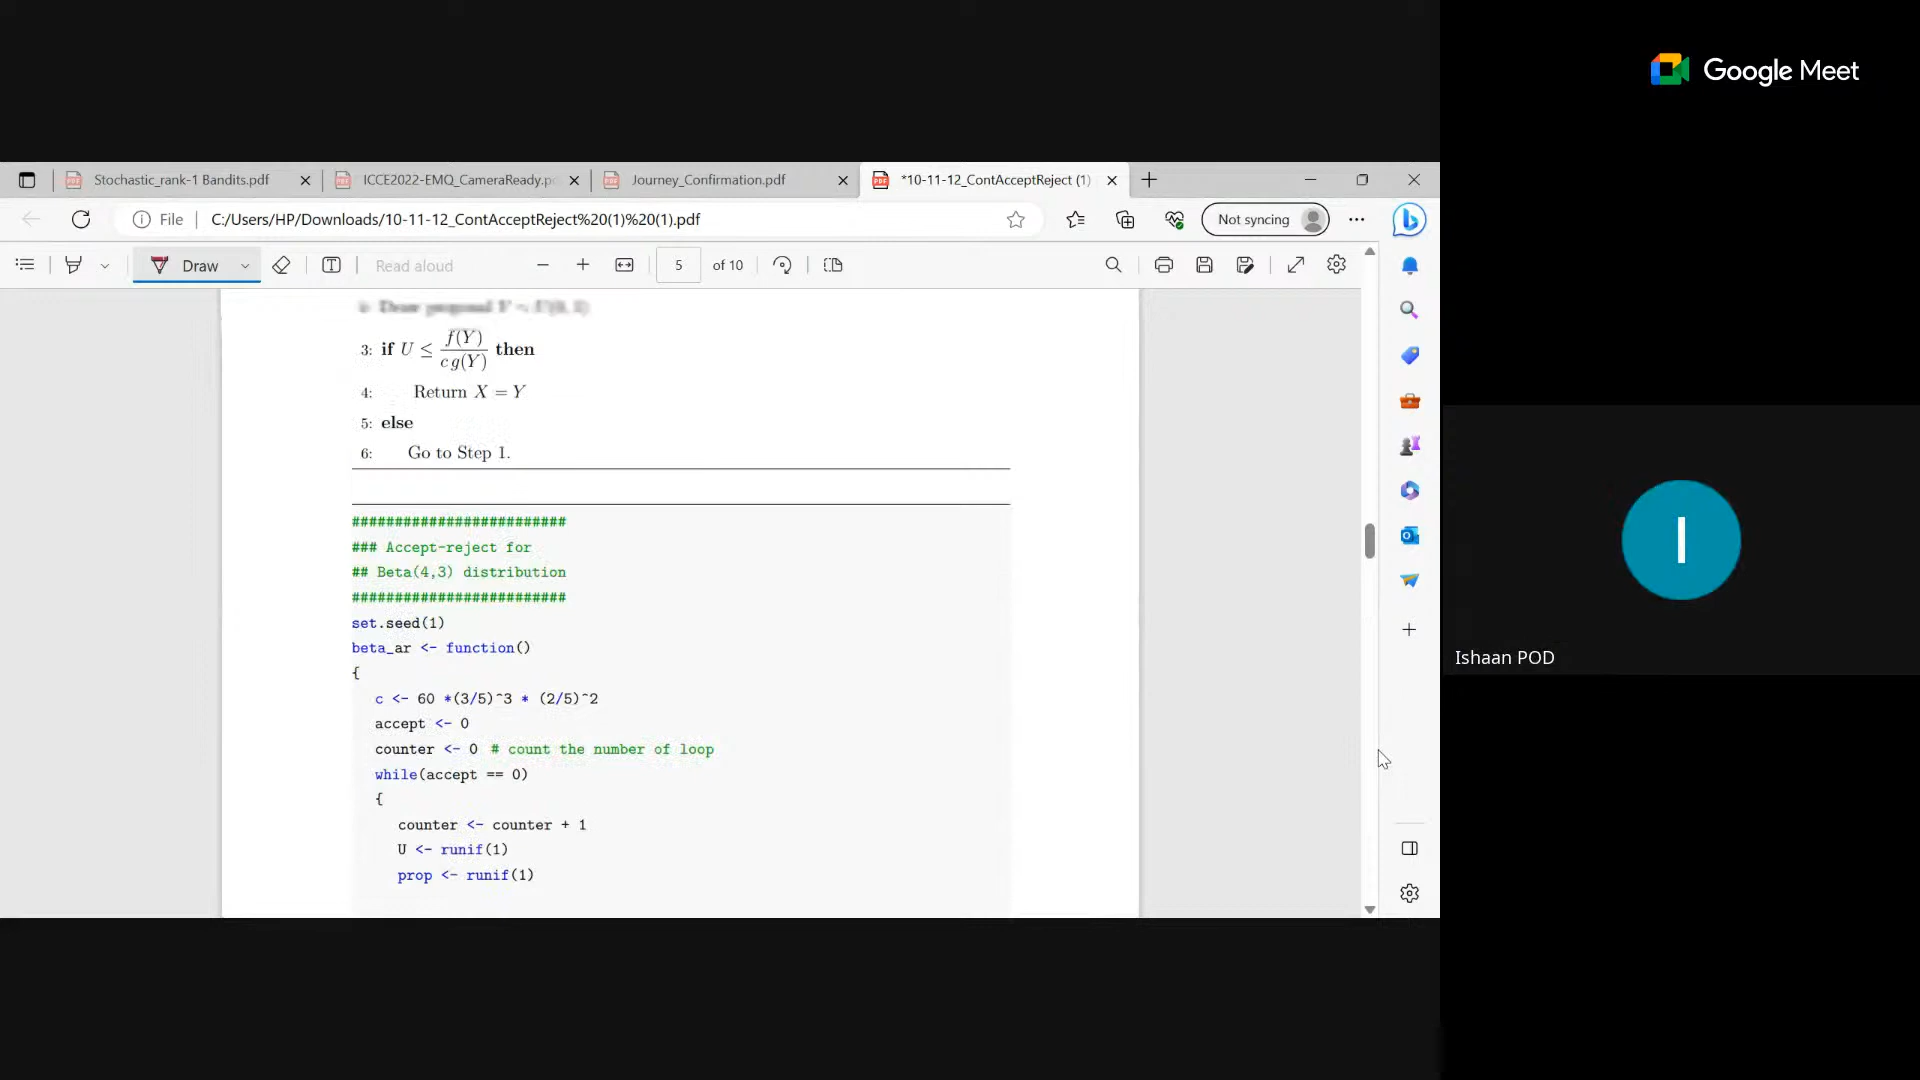 Google Meet
Stochastic_rank-1 Bandits.pdf
ICCE2022-EMQ_CameraReady.p
Journey_Confirmation.pdf
*10-11-12_ContAcceptReject (1)
File
C:/Users/HP/Downloads/10-11-12_ContAcceptReject%20(1)%20(1).pdf
Not syncing
Draw
Read aloud
5 of 10
3: if U ≤ f(Y)/c g(Y) then
4: Return X = Y
5: else
6: Go to Step 1.
#########################
### Accept-reject for
## Beta(4,3) distribution
#########################
set.seed(1)
beta_ar <- function()
{
c <- 60 *(3/5)^3 * (2/5)^2
accept <- 0
counter <- 0 # count the number of loop
while(accept == 0)
{
counter <- counter + 1
U <- runif(1)
prop <- runif(1)
I
Ishaan POD